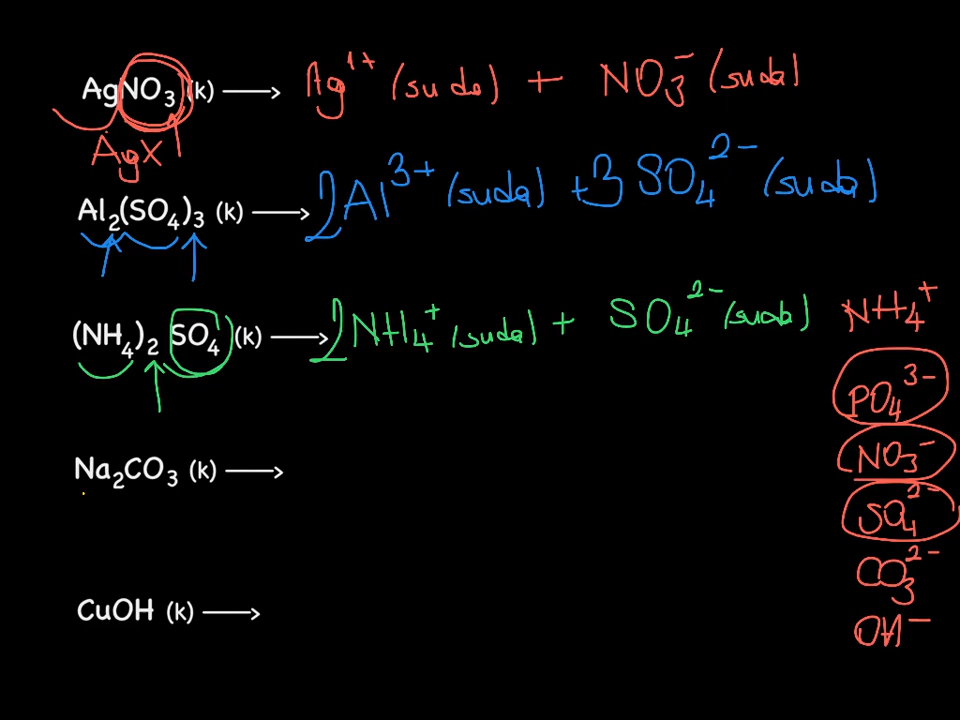 AgNO₃ (k) ⟶ Ag¹⁺ (suda) + NO₃⁻ (suda)
AgX
Al₂(SO₄)₃ (k) ⟶ 2Al³⁺ (suda) + 3SO₄²⁻ (suda)
(NH₄)₂SO₄ (k) ⟶ 2NH₄⁺ (suda) + SO₄²⁻ (suda)
Na₂CO₃ (k) ⟶
CuOH (k) ⟶
NH₄⁺
PO₄³⁻
NO₃⁻
SO₄²⁻
CO₃²⁻
OH⁻